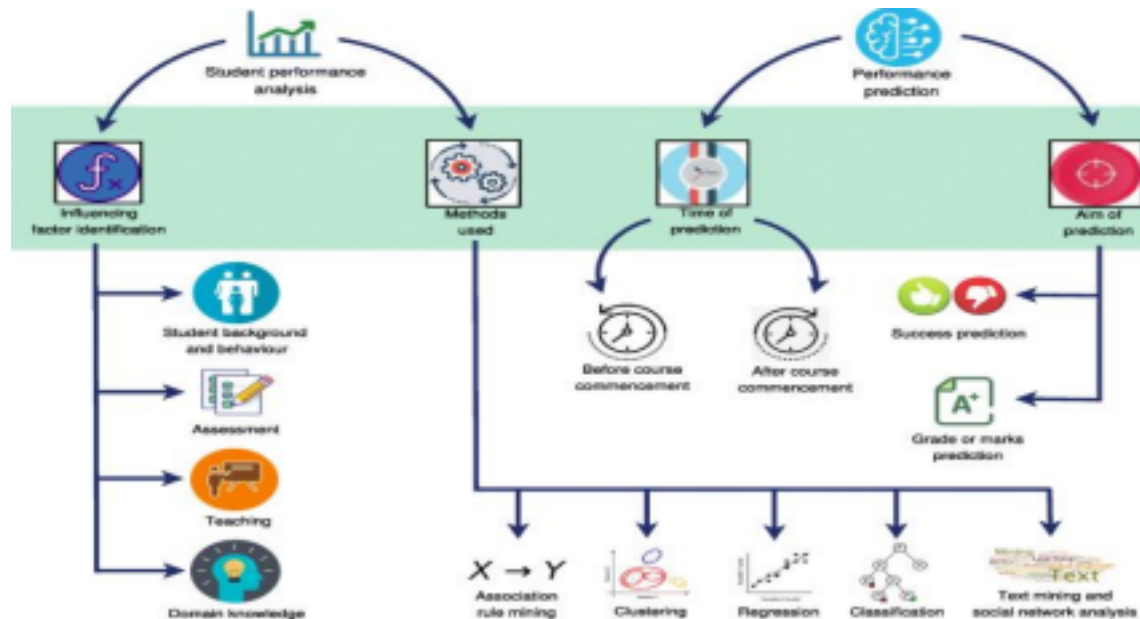 Student performance
analysis
Performance
prediction
Influencing
factor identification
Methods
used
Time of
prediction
Aim of
prediction
Student background
and behaviour
Assessment
Teaching
Domain knowledge
Before course
commencement
After course
commencement
Success prediction
A+
Grade or marks
prediction
X → Y
Association
rule mining
Clustering
Regression
Classification
Mining
Text
Text mining and
social network analysis